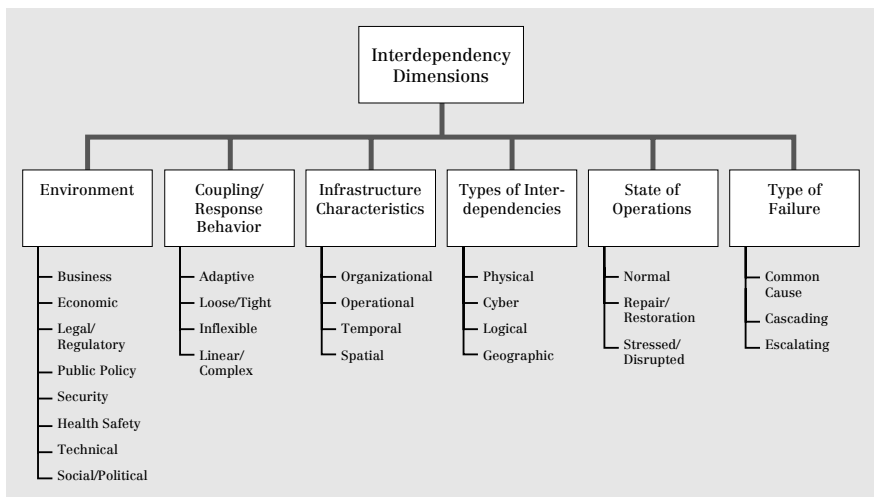 Interdependency
Dimensions
Environment
Coupling/
Response
Behavior
Infrastructure
Characteristics
Types of Inter-
dependencies
State of
Operations
Type of
Failure
Business
Economic
Legal/
Regulatory
Public Policy
Security
Health Safety
Technical
Social/Political
Adaptive
Loose/Tight
Inflexible
Linear/
Complex
Organizational
Operational
Temporal
Spatial
Physical
Cyber
Logical
Geographic
Normal
Repair/
Restoration
Stressed/
Disrupted
Common
Cause
Cascading
Escalating